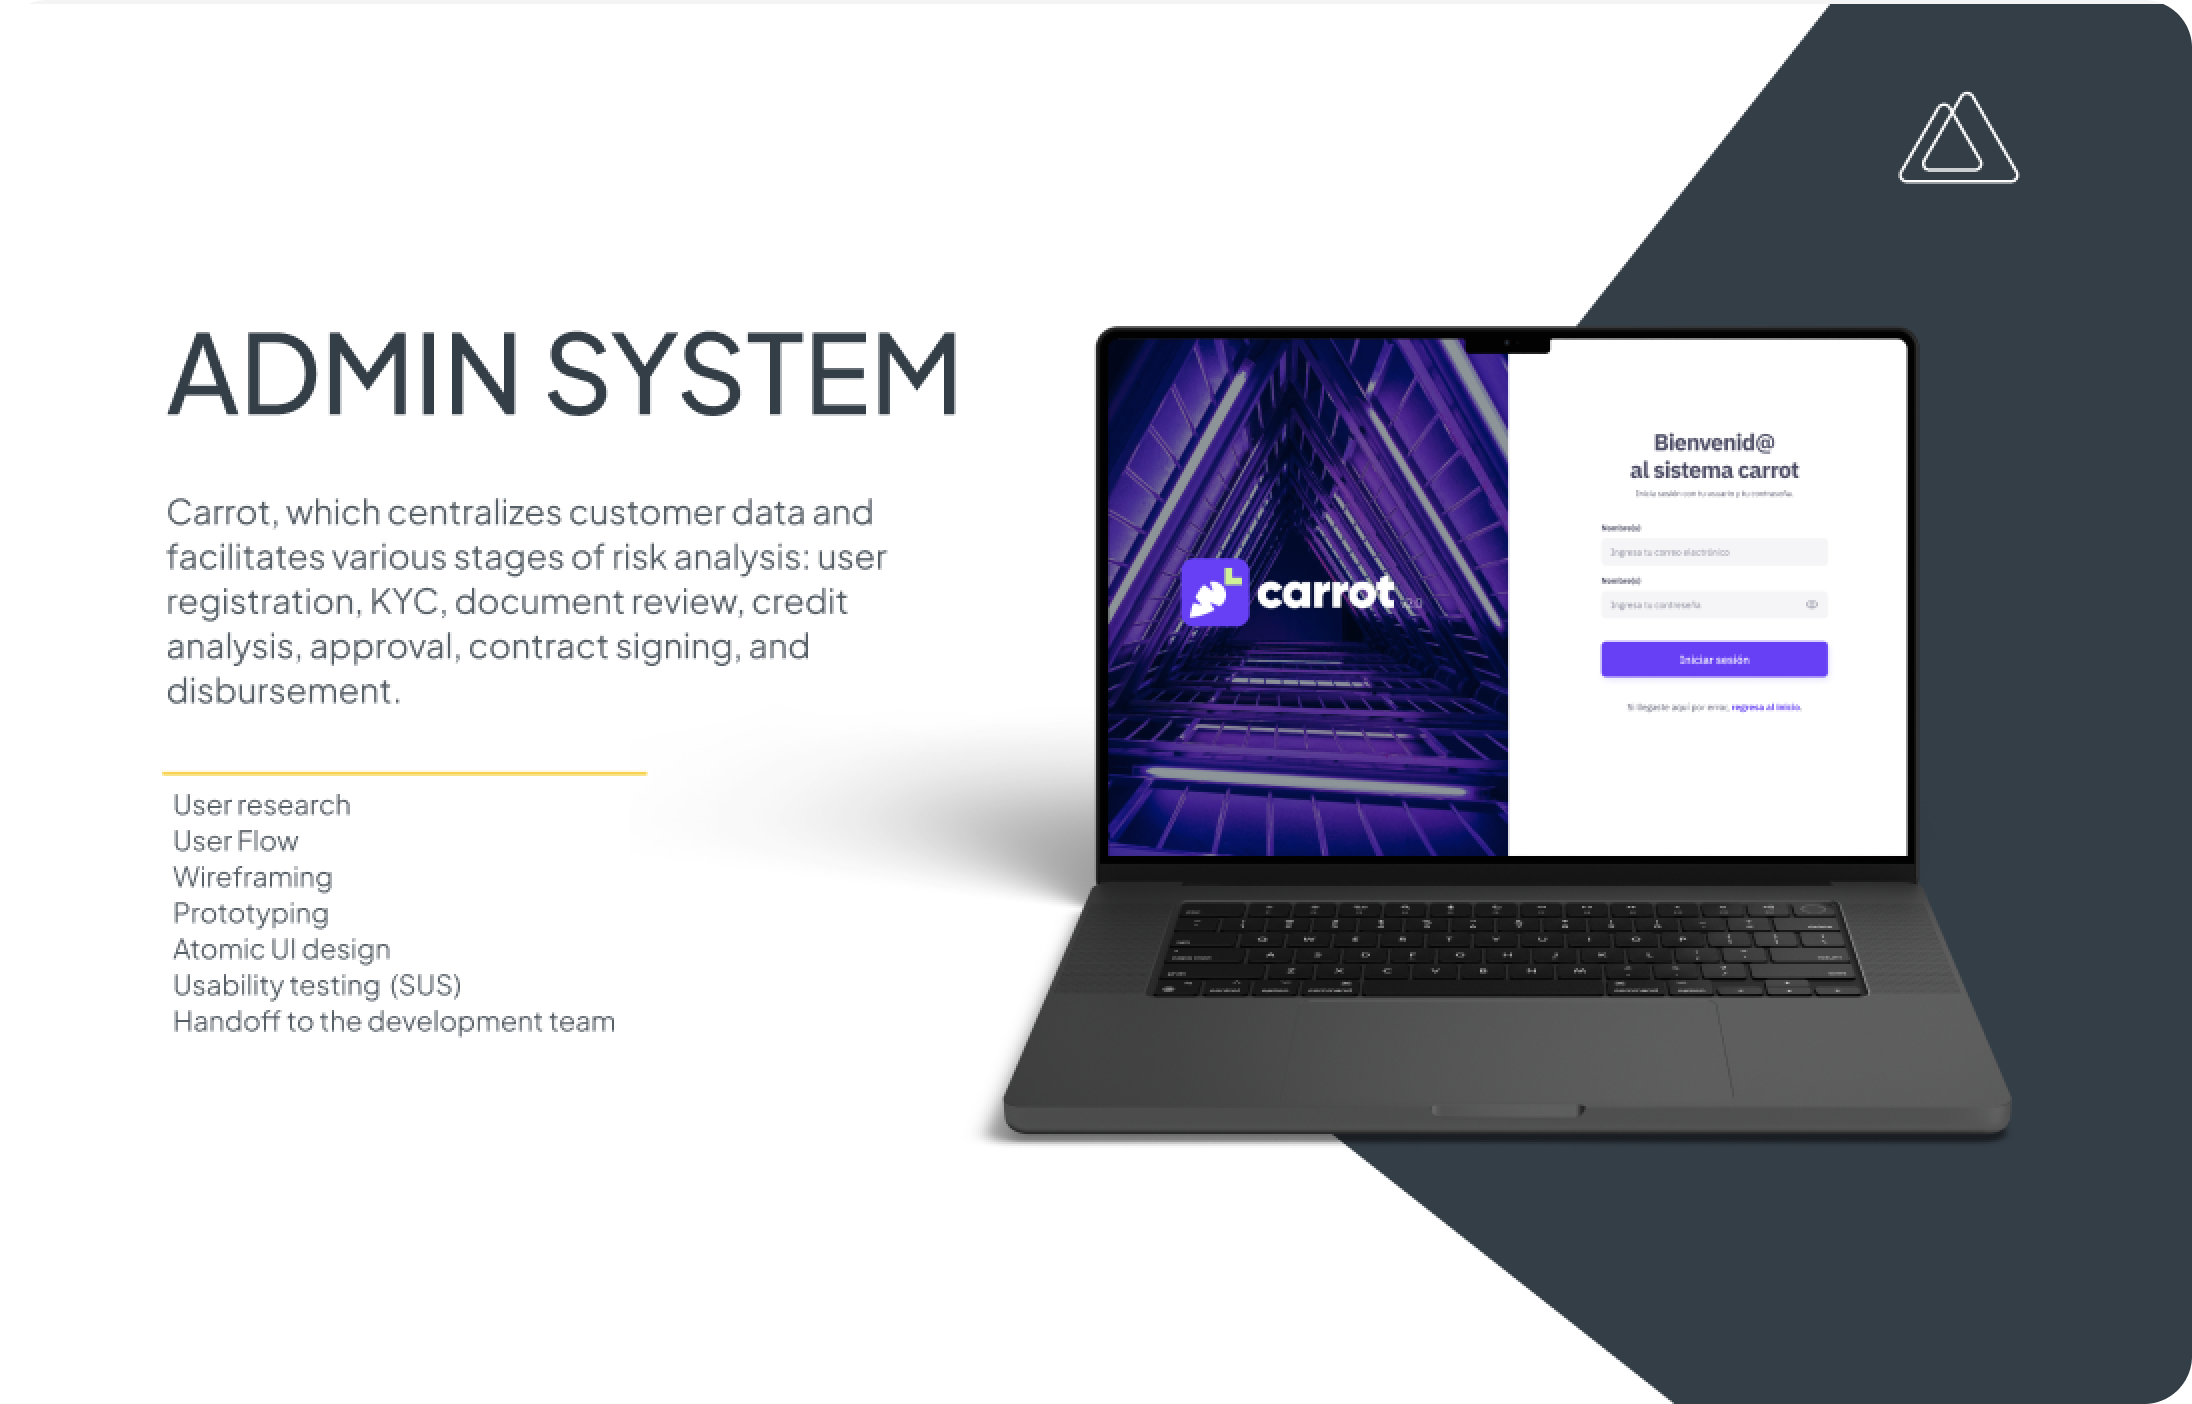 ADMIN SYSTEM
Carrot, which centralizes customer data and
facilitates various stages of risk analysis: user
registration, KYC, document review, credit
analysis, approval, contract signing, and
disbursement.
User research
User Flow
Wireframing
Prototyping
Atomic UI design
Usability testing (SUS)
Handoff to the development team
carrot v2.0
Bienvenid@
al sistema carrot
Inicia sesión con tu usuario y tu contraseña.
Nombre(s)
Ingresa tu correo electrónico
Nombre(s)
Ingresa tu contraseña
Iniciar sesión
Si llegaste aquí por error, regresa al inicio.